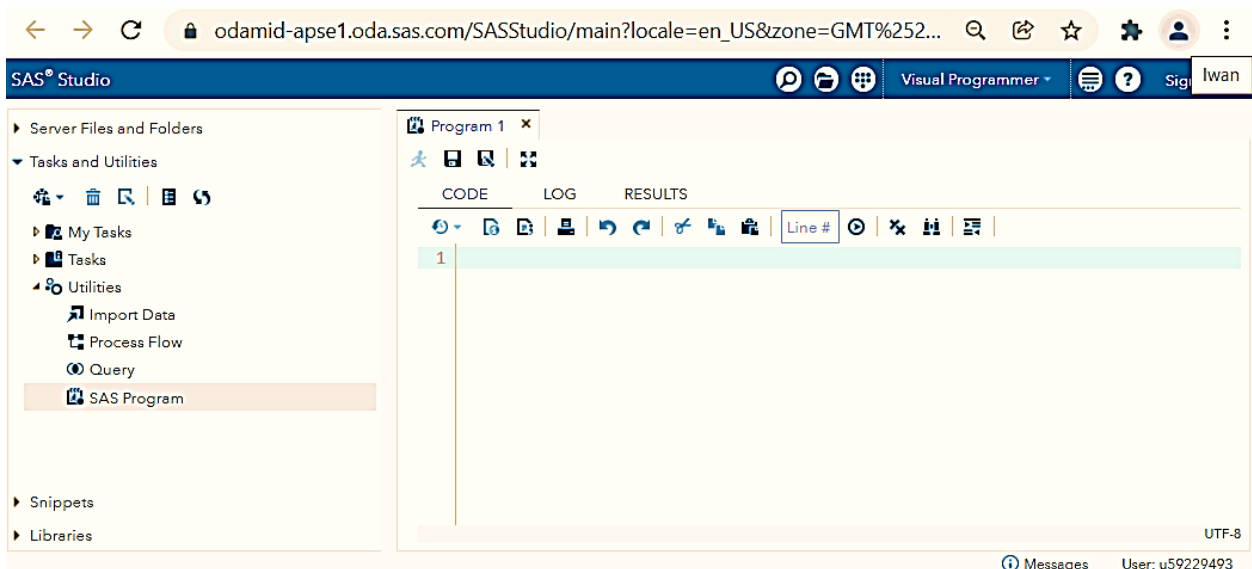 odamid-apse1.oda.sas.com/SASStudio/main?locale=en_US&zone=GMT%252...
SAS® Studio
Visual Programmer
Sig
Iwan
Server Files and Folders
Tasks and Utilities
My Tasks
Tasks
Utilities
Import Data
Process Flow
Query
SAS Program
Snippets
Libraries
Program 1
CODE LOG RESULTS
Line #
1
UTF-8
Messages User: u59229493